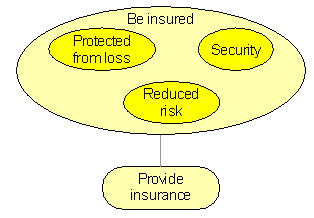 Be insured
Protected
from loss
Security
Reduced
risk
Provide
insurance